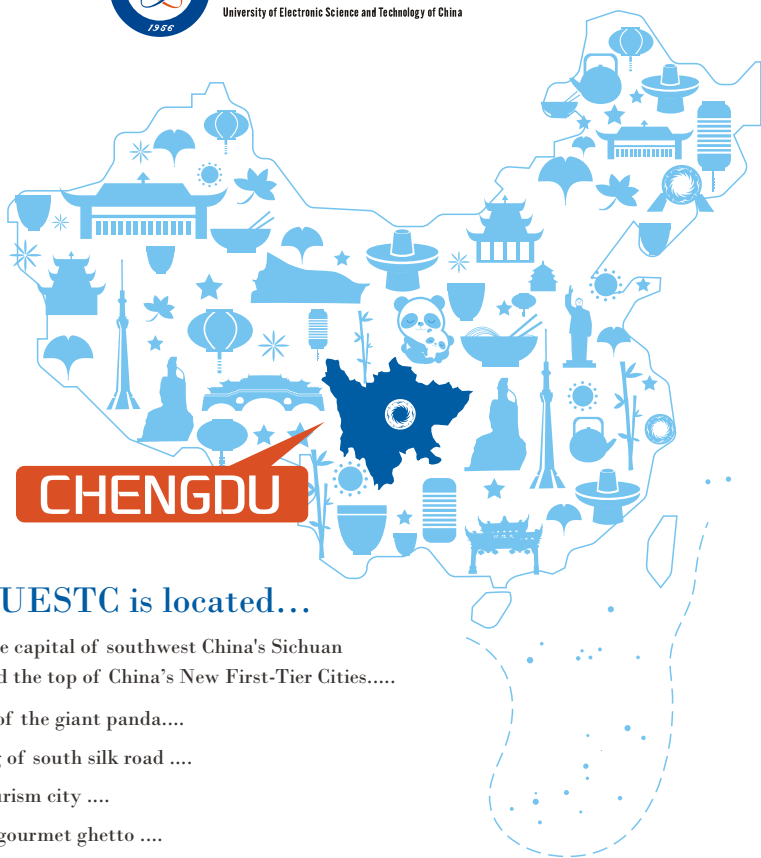 1956
University of Electronic Science and Technology of China
CHENGDU
UESTC is located...
e capital of southwest China's Sichuan
d the top of China’s New First-Tier Cities.....
of the giant panda....
g of south silk road ....
urism city ....
gourmet ghetto ....